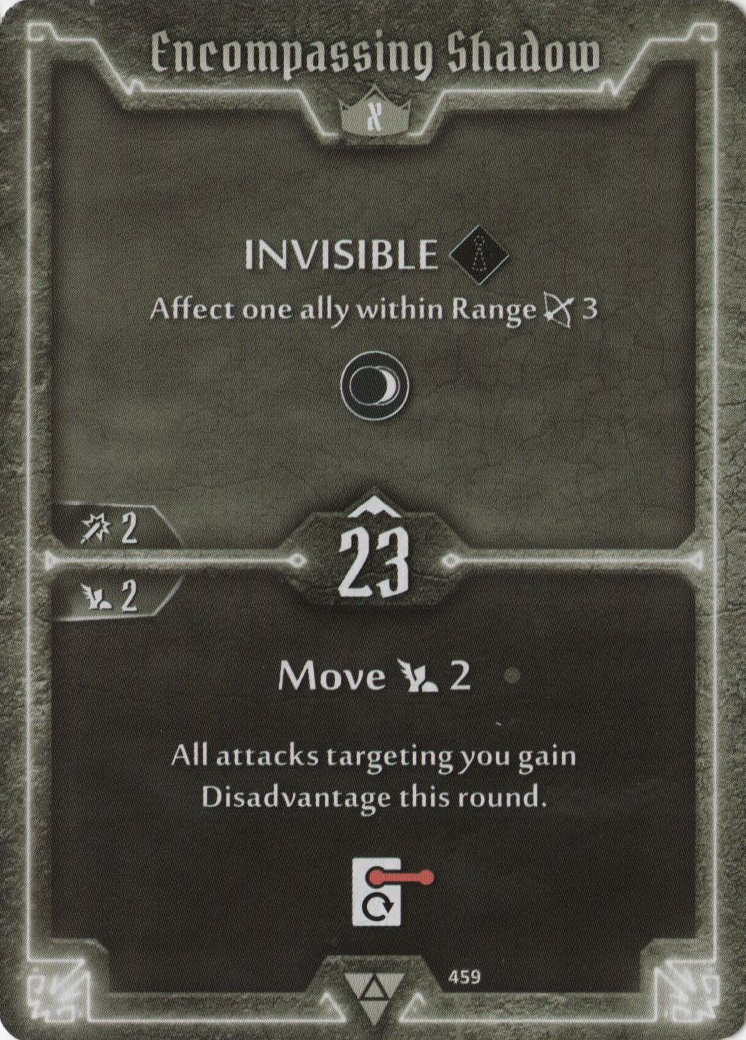 Encompassing Shadow
X
INVISIBLE
Affect one ally within Range 3
2
23
2
Move 2
All attacks targeting you gain
Disadvantage this round.
459